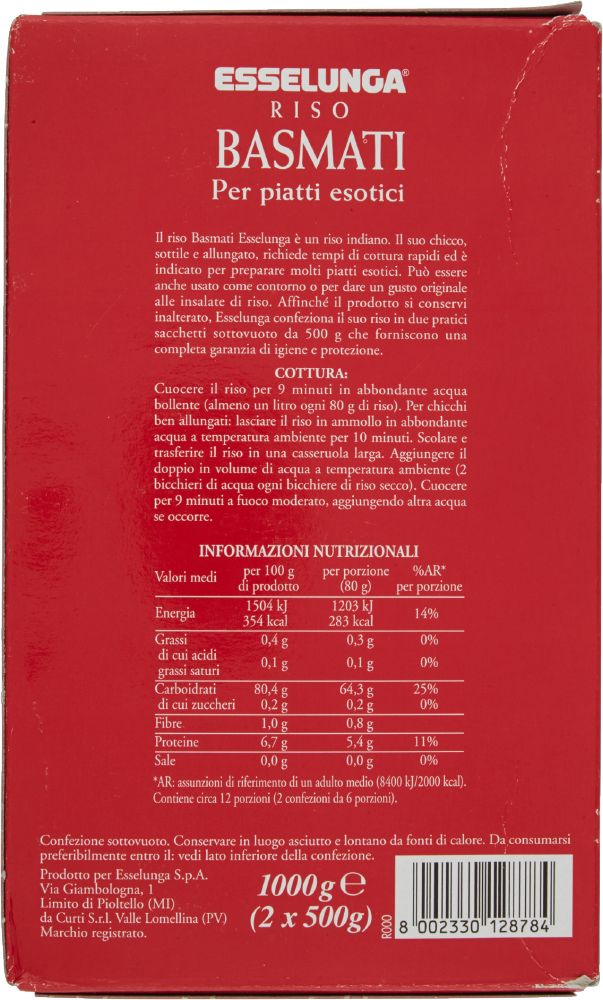 ESSELUNGA®
RISO
BASMATI
Per piatti esotici
Il riso Basmati Esselunga è un riso indiano. Il suo chicco,
sottile e allungato, richiede tempi di cottura rapidi ed è
indicato per preparare molti piatti esotici. Può essere
anche usato come contorno o per dare un gusto originale
alle insalate di riso. Affinché il prodotto si conservi
inalterato, Esselunga confeziona il suo riso in due pratici
sacchetti sottovuoto da 500 g che forniscono una
completa garanzia di igiene e protezione.
COTTURA:
Cuocere il riso per 9 minuti in abbondante acqua
bollente (almeno un litro ogni 80 g di riso). Per chicchi
ben allungati: lasciare il riso in ammollo in abbondante
acqua a temperatura ambiente per 10 minuti. Scolare e
trasferire il riso in una casseruola larga. Aggiungere il
doppio in volume di acqua a temperatura ambiente (2
bicchieri di acqua ogni bicchiere di riso secco). Cuocere
per 9 minuti a fuoco moderato, aggiungendo altra acqua
se occorre.
INFORMAZIONI NUTRIZIONALI
Valori medi per 100 g di prodotto per porzione (80 g) %AR* per porzione
Energia 1504 kJ 354 kcal 1203 kJ 283 kcal 14%
Grassi 0,4 g 0,3 g 0%
di cui acidi grassi saturi 0,1 g 0,1 g 0%
Carboidrati 80,4 g 64,3 g 25%
di cui zuccheri 0,2 g 0,2 g 0%
Fibre 1,0 g 0,8 g
Proteine 6,7 g 5,4 g 11%
Sale 0,0 g 0,0 g 0%
*AR: assunzioni di riferimento di un adulto medio (8400 kJ/2000 kcal).
Contiene circa 12 porzioni (2 confezioni da 6 porzioni).
Confezione sottovuoto. Conservare in luogo asciutto e lontano da fonti di calore. Da consumarsi
preferibilmente entro il: vedi lato inferiore della confezione.
Prodotto per Esselunga S.p.A.
Via Giambologna, 1
Limito di Pioltello (MI)
da Curti S.r.l. Valle Lomellina (PV)
Marchio registrato.
1000 g e
(2 x 500g)
R000
8 002330 128784